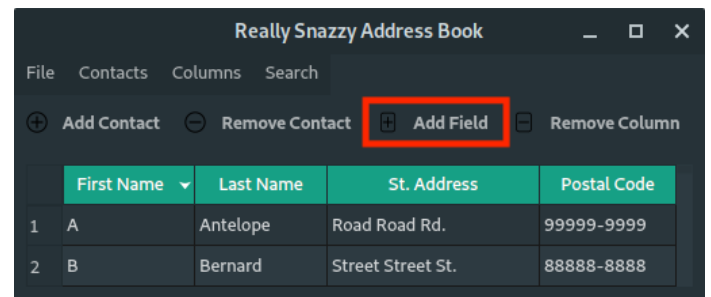 Really Snazzy Address Book
File Contacts Columns Search
Add Contact Remove Contact Add Field Remove Column
First Name Last Name St. Address Postal Code
1 A Antelope Road Road Rd. 99999-9999
2 B Bernard Street Street St. 88888-8888